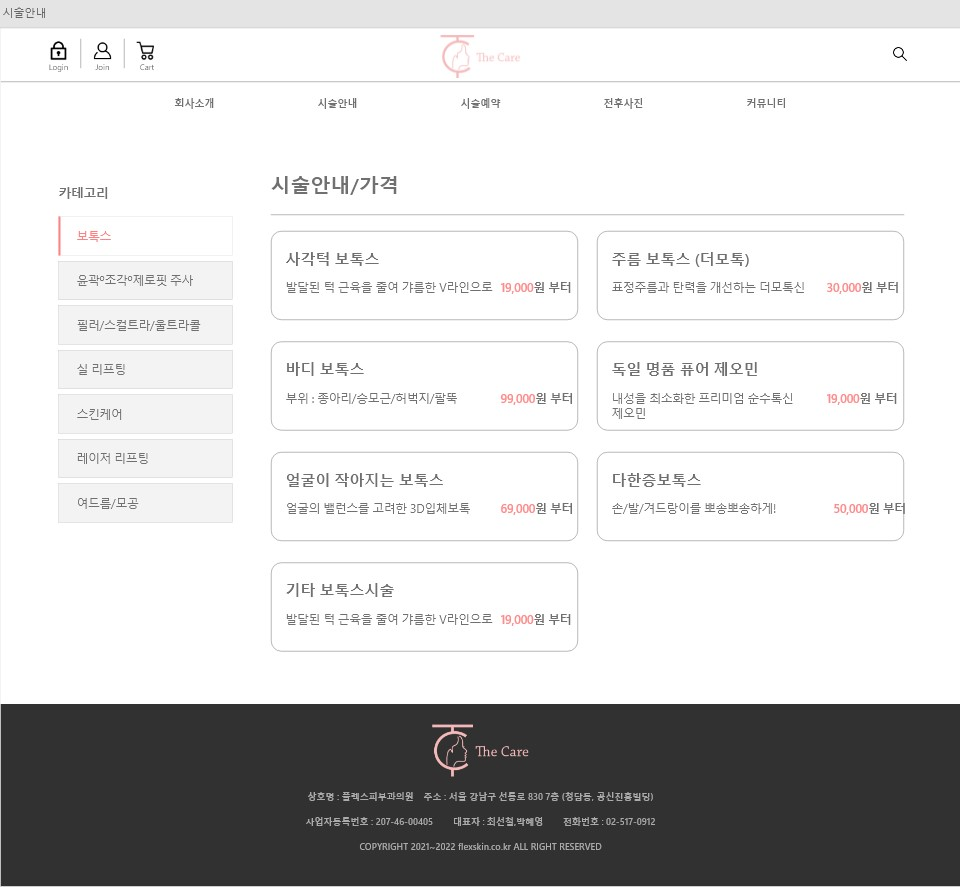 시술안내
Login
Join
Cart
The Care
회사소개
시술안내
시술예약
전후사진
커뮤니티
카테고리
보톡스
윤곽º조각º제로핏 주사
필러/스컬트라/울트라콜
실 리프팅
스킨케어
레이저 리프팅
여드름/모공
시술안내/가격
사각턱 보톡스
발달된 턱 근육을 줄여 갸름한 V라인으로 19,000원 부터
주름 보톡스 (더모톡)
표정주름과 탄력을 개선하는 더모톡신 30,000원 부터
바디 보톡스
부위 : 종아리/승모근/허벅지/팔뚝 99,000원 부터
독일 명품 퓨어 제오민
내성을 최소화한 프리미엄 순수톡신 19,000원 부터
제오민
얼굴이 작아지는 보톡스
얼굴의 밸런스를 고려한 3D입체보톡 69,000원 부터
다한증보톡스
손/발/겨드랑이를 뽀송뽀송하게! 50,000원 부터
기타 보톡스시술
발달된 턱 근육을 줄여 갸름한 V라인으로 19,000원 부터
The Care
상호명 : 플렉스피부과의원 주소 : 서울 강남구 선릉로 830 7층 (청담동, 공신진흥빌딩)
사업자등록번호 : 207-46-00405 대표자 : 최선철,박혜영 전화번호 : 02-517-0912
COPYRIGHT 2021~2022 flexskin.co.kr ALL RIGHT RESERVED